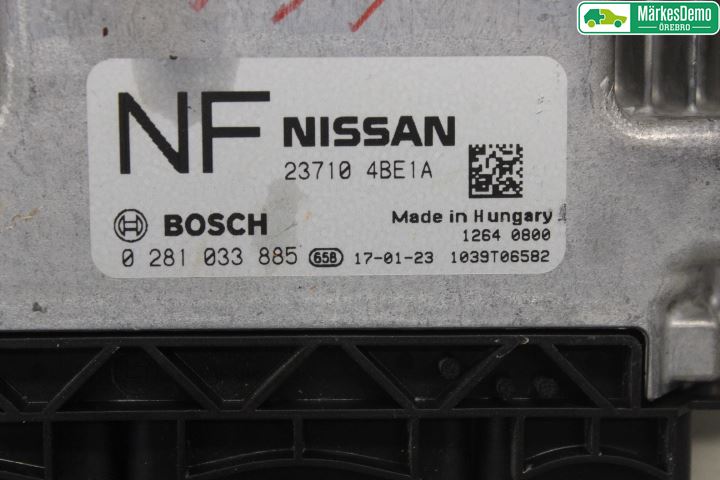 MärkesDemo
ÖREBRO
NF NISSAN
23710 4BE1A
BOSCH Made in Hungary
1264 0800
0 281 033 885 658 17-01-23 1039T06582